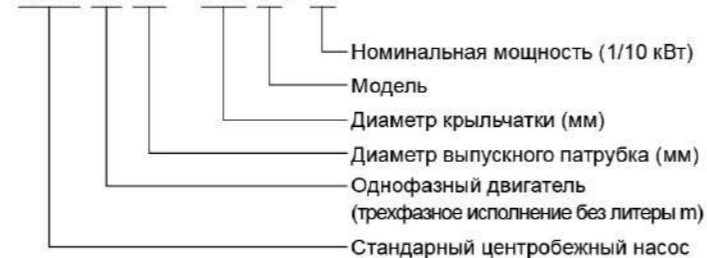 Номинальная мощность (1/10 кВт)
Модель
Диаметр крыльчатки (мм)
Диаметр выпускного патрубка (мм)
Однофазный двигатель
(трехфазное исполнение без литеры m)
Стандарный центробежный насос